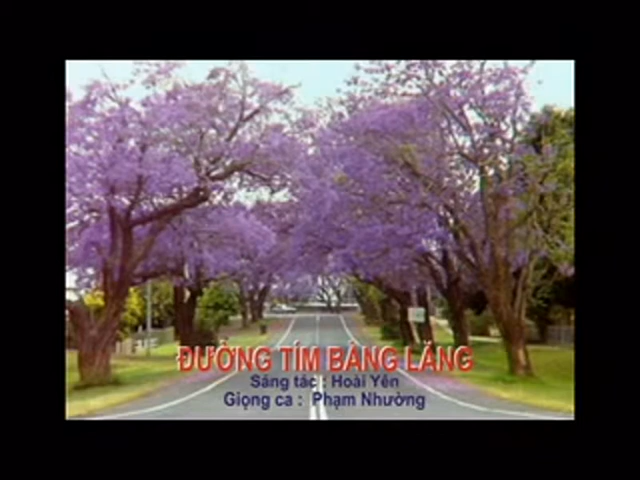 ĐƯỜNG TÍM BẰNG LĂNG
Sáng tác : Hoài Yên
Giọng ca : Phạm Nhường